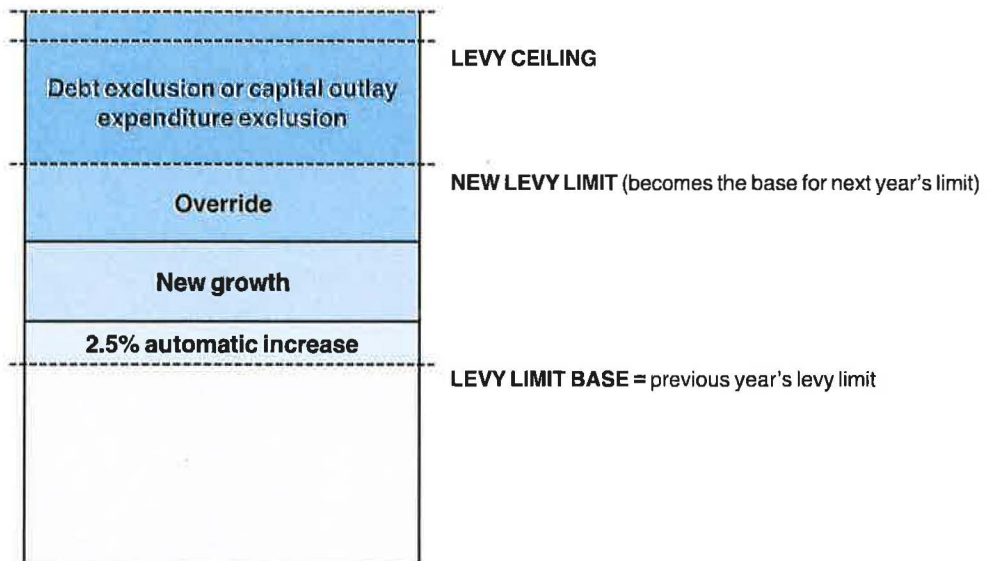 LEVY CEILING
Debt exclusion or capital outlay
expenditure exclusion
NEW LEVY LIMIT (becomes the base for next year's limit)
Override
New growth
2.5% automatic increase
LEVY LIMIT BASE = previous year's levy limit